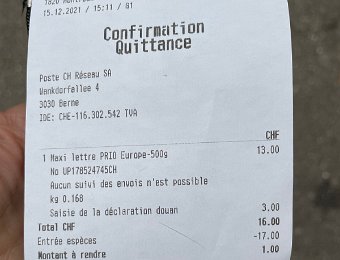 1820
15.12.2021 / 15:11 / G1
Confirmation
Quittance
Poste CH Réseau SA
Wankdorfallee 4
3030 Berne
IDE: CHE-116.302.542 TVA
CHF
1 Maxi lettre PRIO Europe-500g 13.00
No UP178524745CH
Aucun suivi des envois n'est possible
kg 0.168
Saisie de la déclaration douan 3.00
Total CHF 16.00
Entrée espèces -17.00
Montant à rendre 1.00